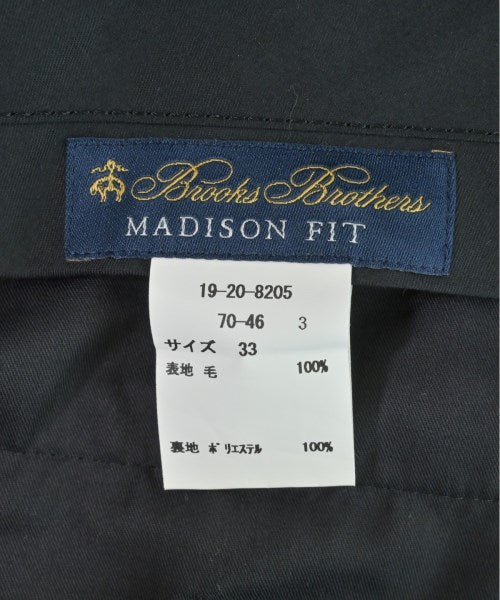 Brooks Brothers
MADISON FIT
19-20-8205
70-46 3
サイズ 33
表地 毛 100%
裏地 ポリエステル 100%